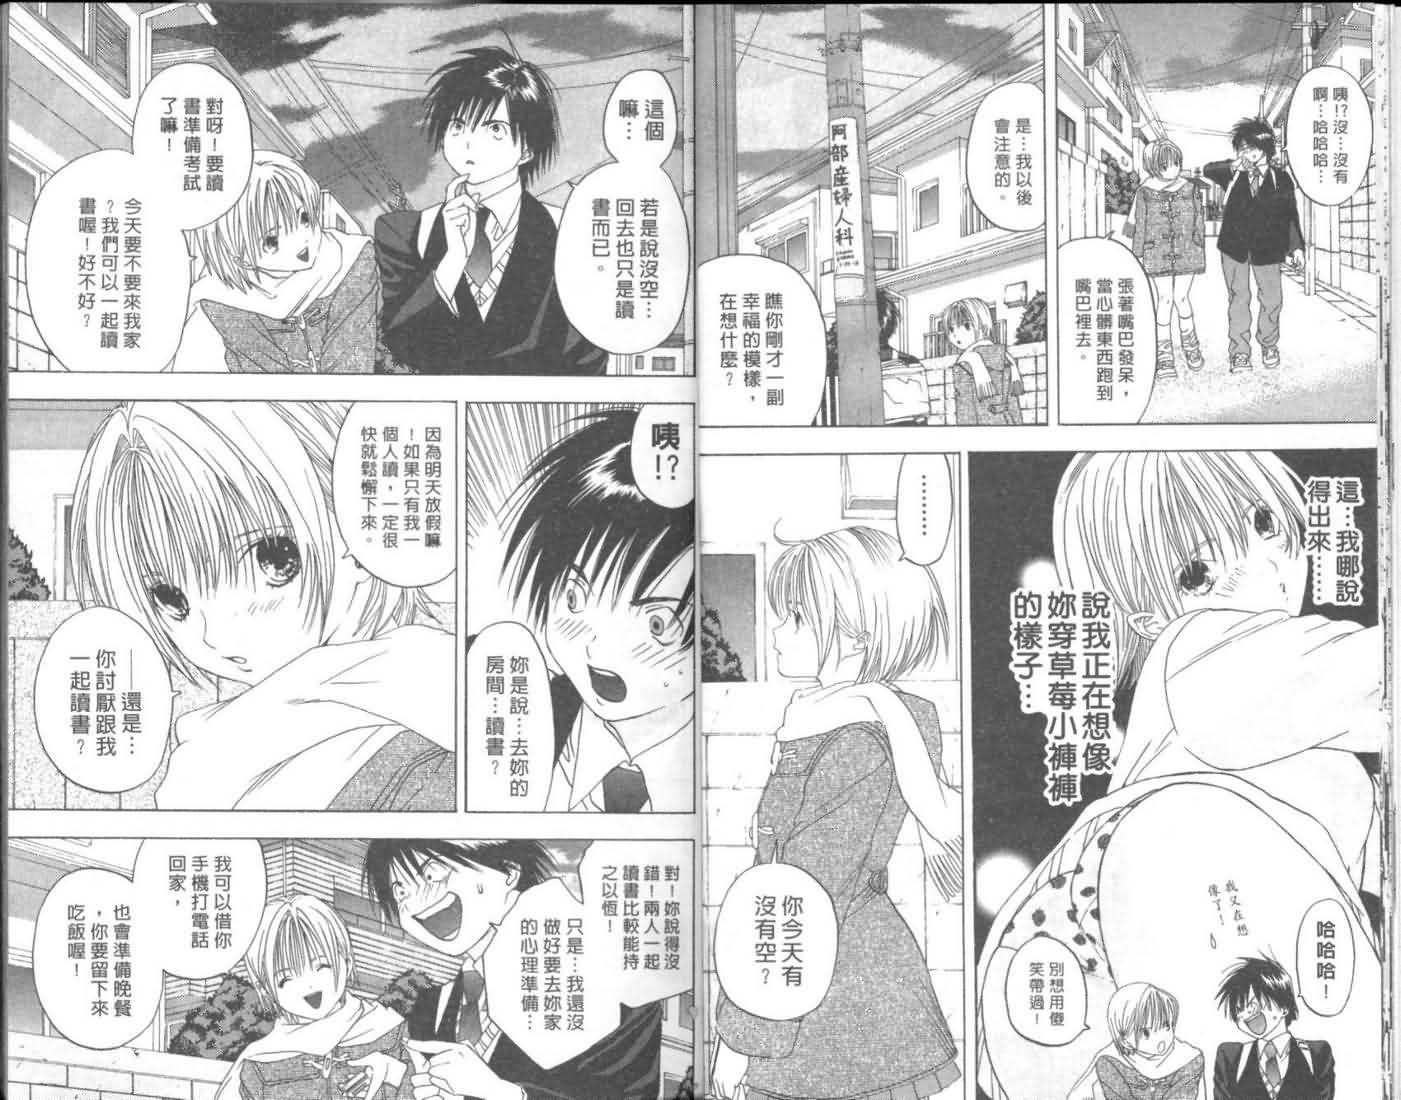 咦!?沒…沒有
啊…哈哈哈…
張著嘴巴發呆，
當心髒東西跑到
嘴巴裡去。
是…我以後
會注意的。
阿部産婦人科
瞧你剛才一副
幸福的模樣，
在想什麼？
這…我哪說
得出來……
說我正在想像
妳穿草莓小褲褲
的樣子…
我又在想
像了！
哈哈哈！
別想用傻
笑帶過！
………
你今天有
沒有空？
這個
嘛…
若是說沒空…
回去也只是讀
書而已。
對呀！要讀
書準備考試
了嘛！
今天要不要來我家
？我們可以一起讀
書喔！好不好？
咦!?
妳是說…去妳的
房間…讀書？
因為明天放假嘛
！如果只有我一
個人讀，一定很
快就鬆懈下來。
——還是…
你討厭跟我
一起讀書？
對！妳說得沒
錯！兩人一起
讀書比較能持
之以恆！
只是…我還沒
做好要去妳家
的心理準備…
我可以借你
手機打電話
回家，
也會準備晚餐
，你要留下來
吃飯喔！